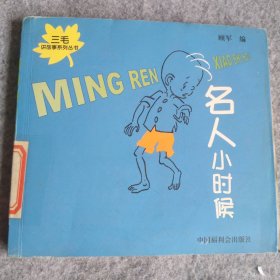 三毛
讲故事系列丛书
顾军 编
MING REN
XIAO SHI HOU
名人小时候
中国福利会出版社